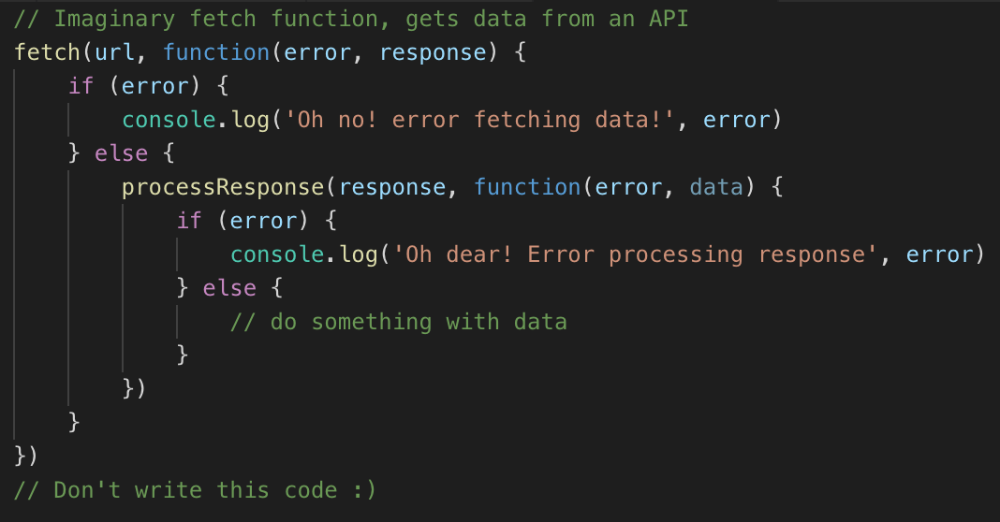 // Imaginary fetch function, gets data from an API
fetch(url, function(error, response) {
    if (error) {
        console.log('Oh no! error fetching data!', error)
    } else {
        processResponse(response, function(error, data) {
            if (error) {
                console.log('Oh dear! Error processing response', error)
            } else {
                // do something with data
            }
        })
    }
})
// Don't write this code :)